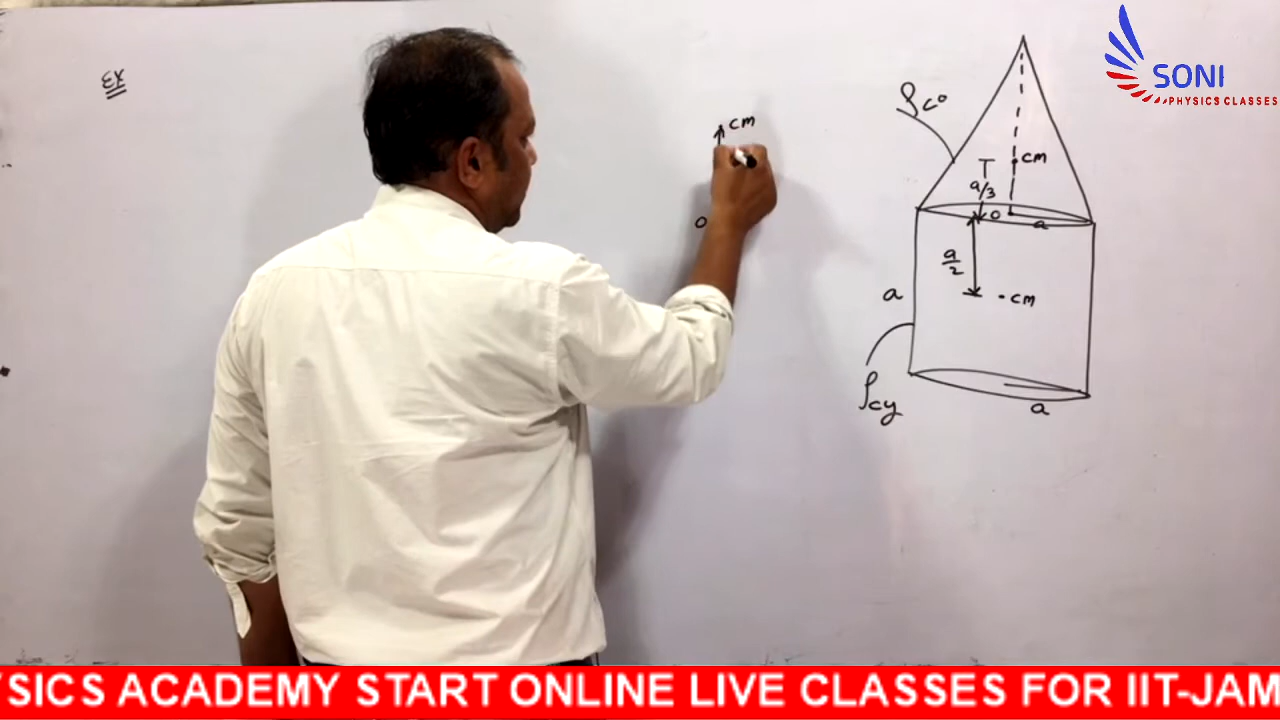 Ex
cm
o
SONI
PHYSICS CLASSES
ρco
cm
a/3
o
a
a/2
a
cm
ρcy
a
YSICS ACADEMY START ONLINE LIVE CLASSES FOR IIT-JAM